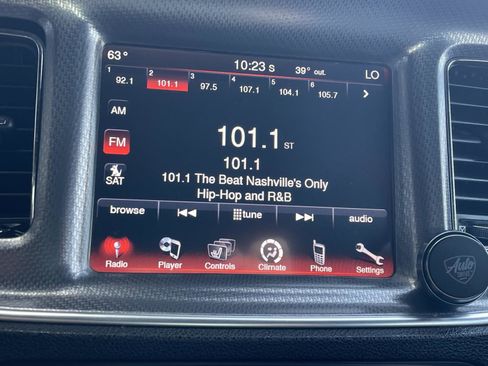 63°
10:23 S
39° out.
LO
1 2 3 4 5 6
92.1 101.1 97.5 107.1 104.1 105.7
AM
FM
SAT
101.1 ST
101.1
101.1 The Beat Nashville's Only
Hip-Hop and R&B
browse tune audio
Radio Player Controls Climate Phone Settings
Auto